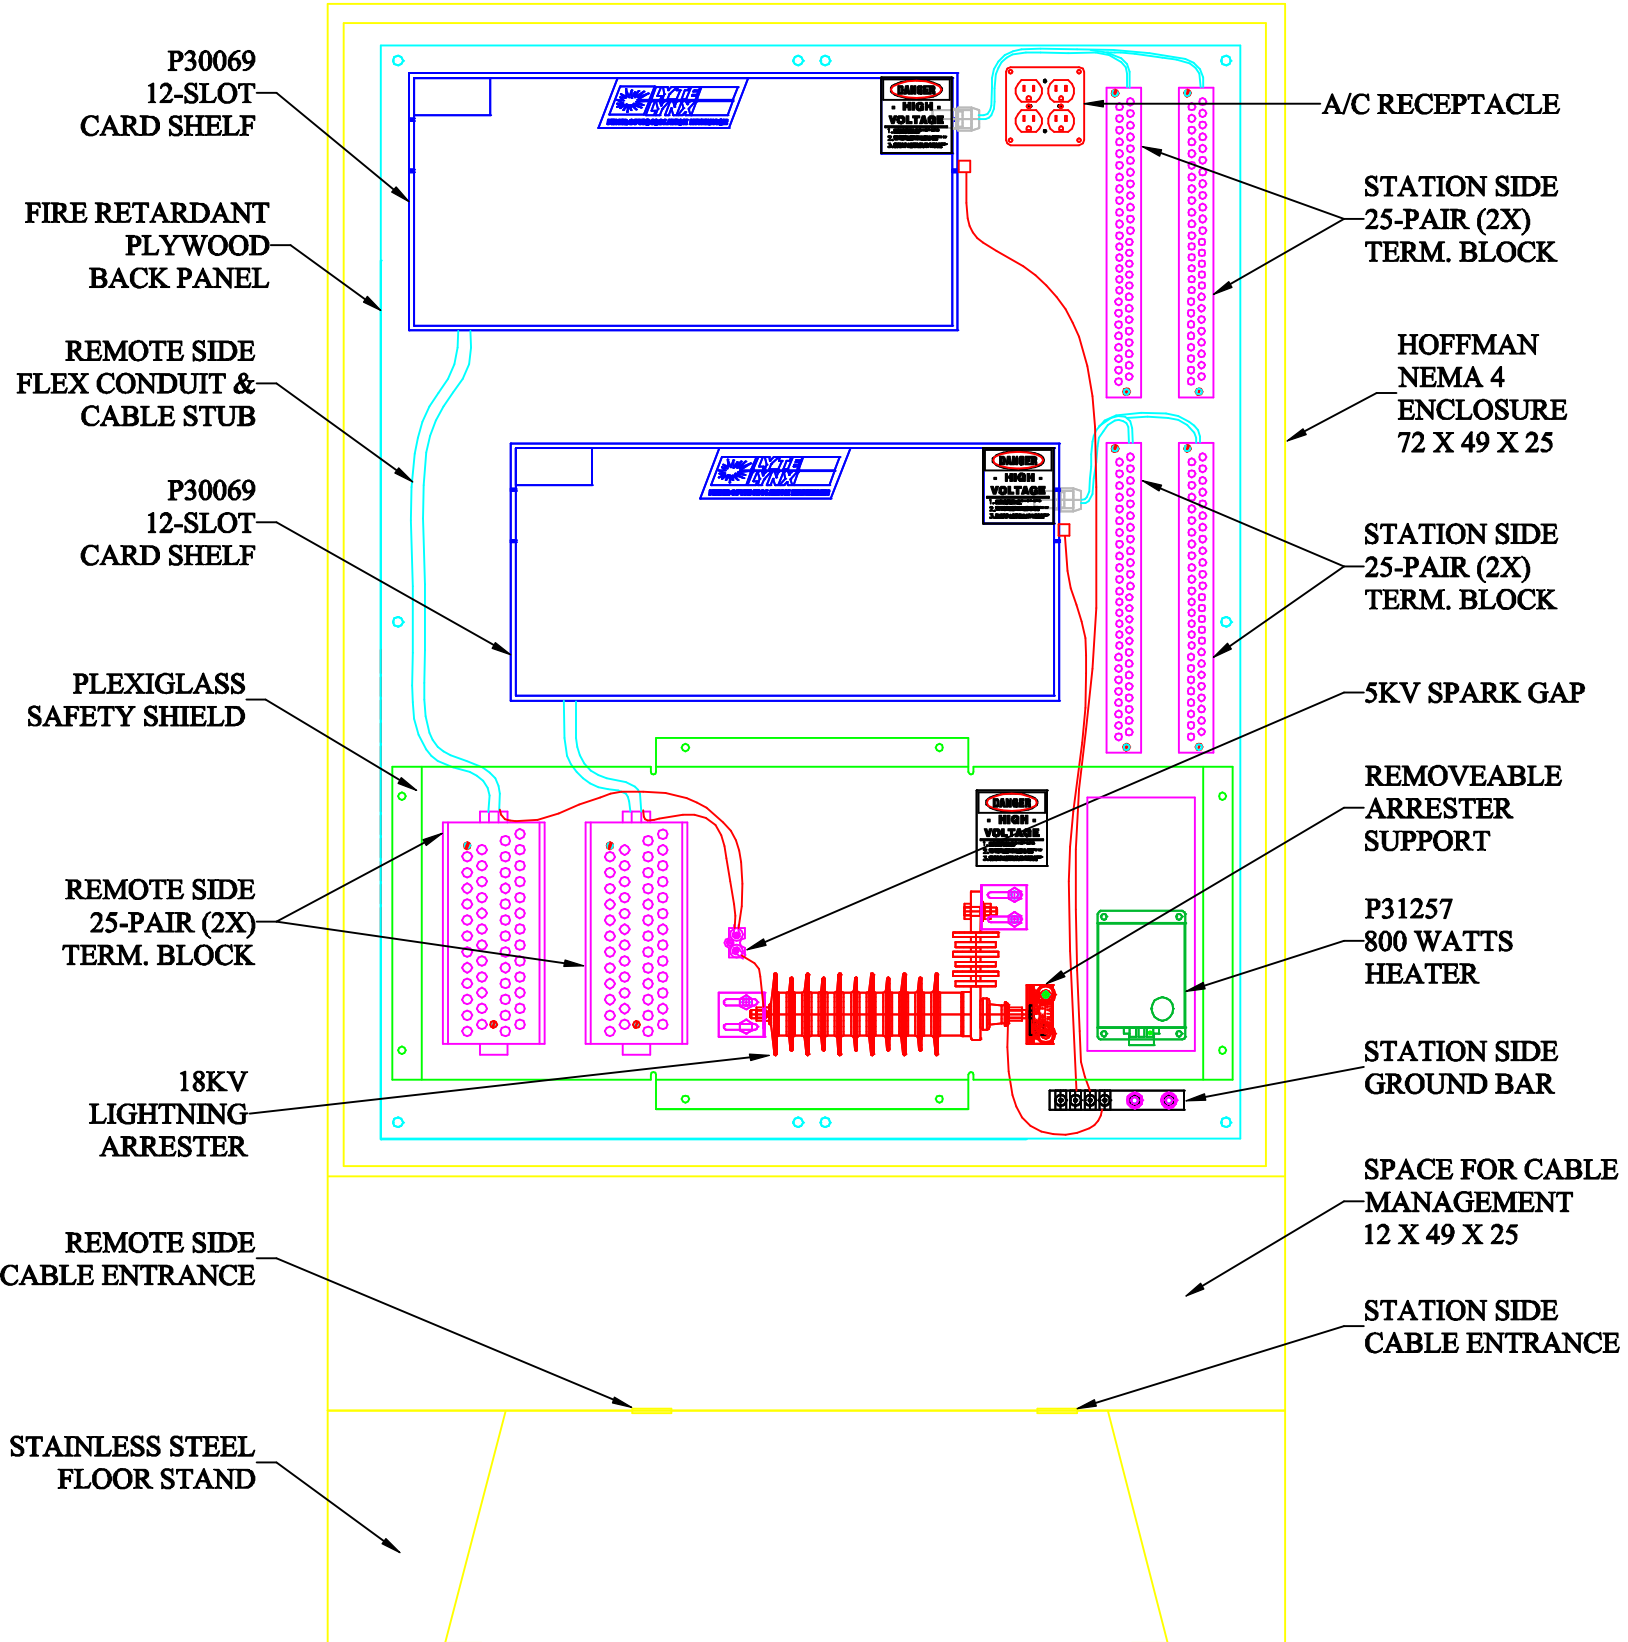 P30069
12-SLOT
CARD SHELF
FIRE RETARDANT
PLYWOOD
BACK PANEL
REMOTE SIDE
FLEX CONDUIT &
CABLE STUB
P30069
12-SLOT
CARD SHELF
PLEXIGLASS
SAFETY SHIELD
REMOTE SIDE
25-PAIR (2X)
TERM. BLOCK
18KV
LIGHTNING
ARRESTER
REMOTE SIDE
CABLE ENTRANCE
STAINLESS STEEL
FLOOR STAND
LYTE
LYNX
DANGER
- HIGH -
VOLTAGE
LYTE
LYNX
DANGER
- HIGH -
VOLTAGE
DANGER
- HIGH -
VOLTAGE
A/C RECEPTACLE
STATION SIDE
25-PAIR (2X)
TERM. BLOCK
HOFFMAN
NEMA 4
ENCLOSURE
72 X 49 X 25
STATION SIDE
25-PAIR (2X)
TERM. BLOCK
5KV SPARK GAP
REMOVEABLE
ARRESTER
SUPPORT
P31257
800 WATTS
HEATER
STATION SIDE
GROUND BAR
SPACE FOR CABLE
MANAGEMENT
12 X 49 X 25
STATION SIDE
CABLE ENTRANCE